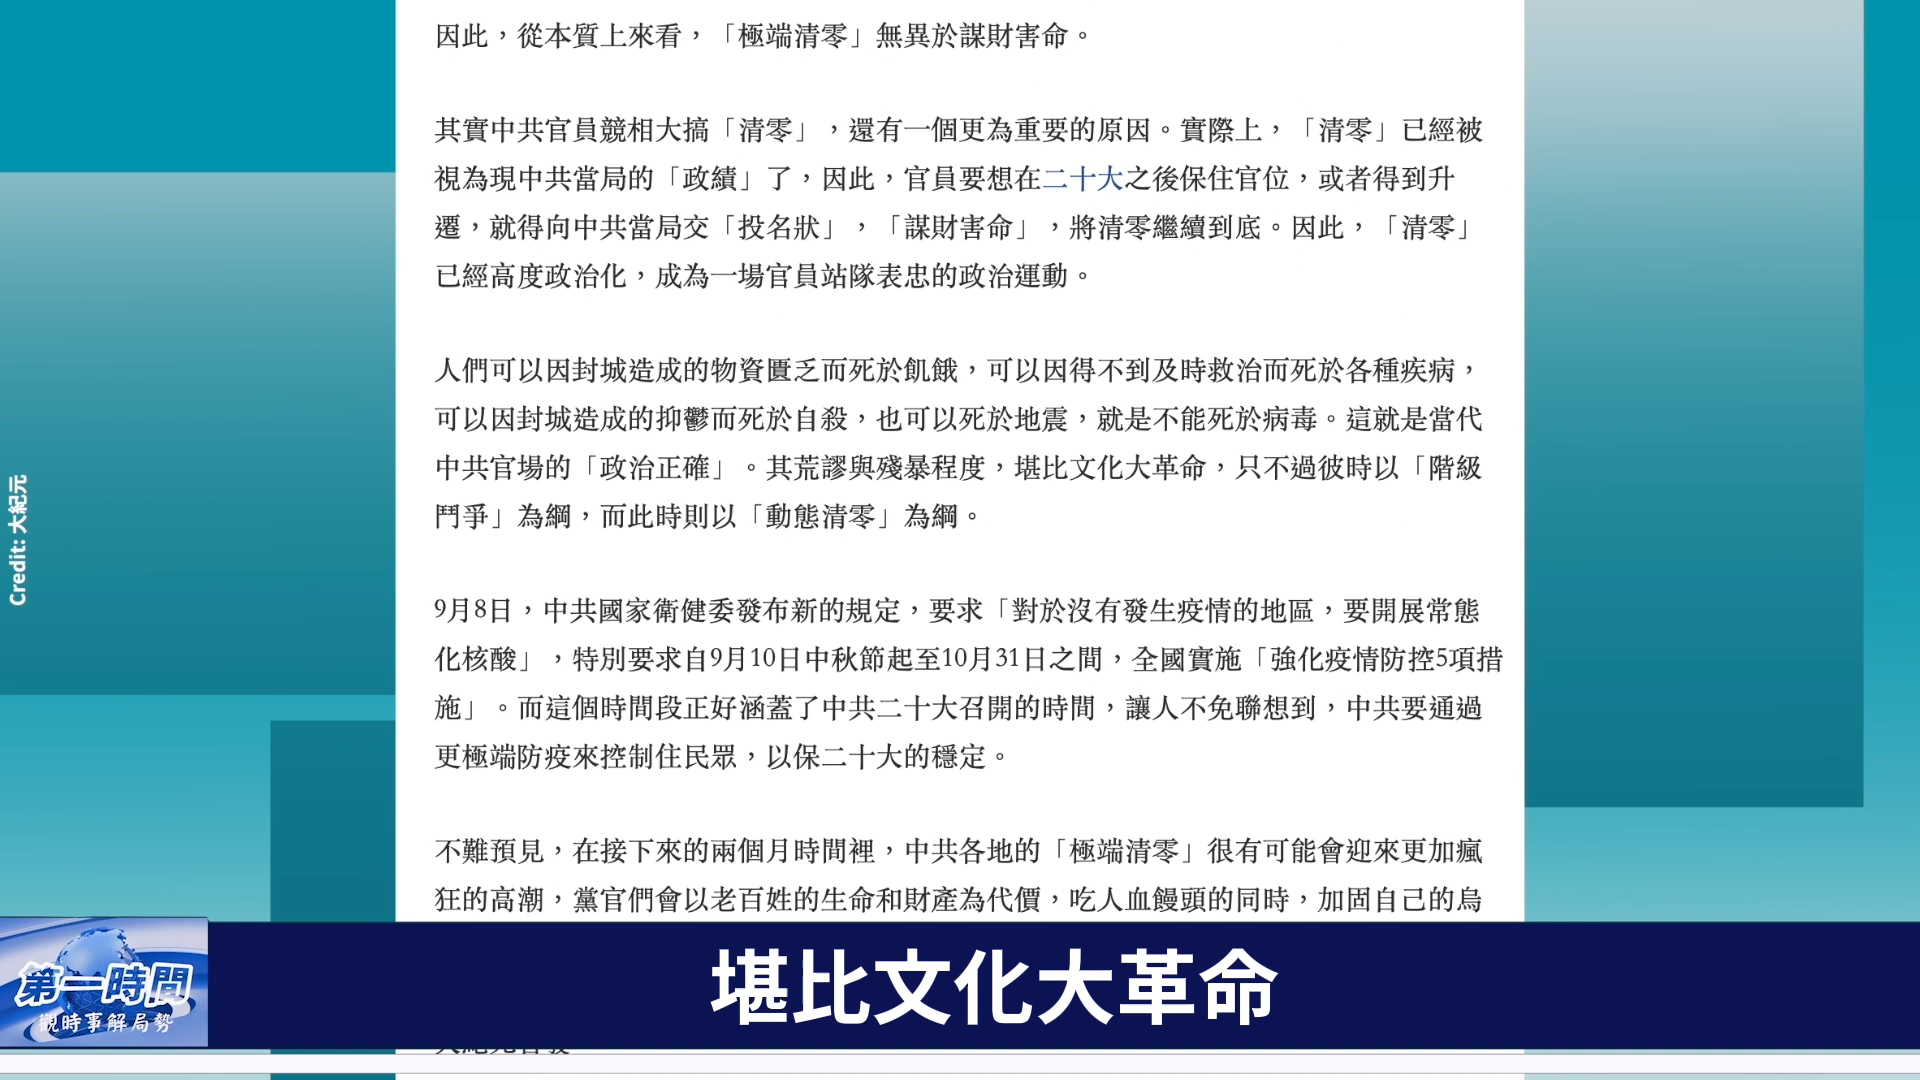 因此，從本質上來看，「極端清零」無異於謀財害命。
其實中共官員競相大搞「清零」，還有一個更為重要的原因。實際上，「清零」已經被
視為現中共當局的「政績」了，因此，官員要想在二十大之後保住官位，或者得到升
遷，就得向中共當局交「投名狀」，「謀財害命」，將清零繼續到底。因此，「清零」
已經高度政治化，成為一場官員站隊表忠的政治運動。
人們可以因封城造成的物資匱乏而死於飢餓，可以因得不到及時救治而死於各種疾病，
可以因封城造成的抑鬱而死於自殺，也可以死於地震，就是不能死於病毒。這就是當代
中共官場的「政治正確」。其荒謬與殘暴程度，堪比文化大革命，只不過彼時以「階級
鬥爭」為綱，而此時則以「動態清零」為綱。
9月8日，中共國家衛健委發布新的規定，要求「對於沒有發生疫情的地區，要開展常態
化核酸」，特別要求自9月10日中秋節起至10月31日之間，全國實施「強化疫情防控5項措
施」。而這個時間段正好涵蓋了中共二十大召開的時間，讓人不免聯想到，中共要通過
更極端防疫來控制住民眾，以保二十大的穩定。
不難預見，在接下來的兩個月時間裡，中共各地的「極端清零」很有可能會迎來更加瘋
狂的高潮，黨官們會以老百姓的生命和財產為代價，吃人血饅頭的同時，加固自己的烏
Credit: 大紀元
第一時間
觀時事解局勢
堪比文化大革命